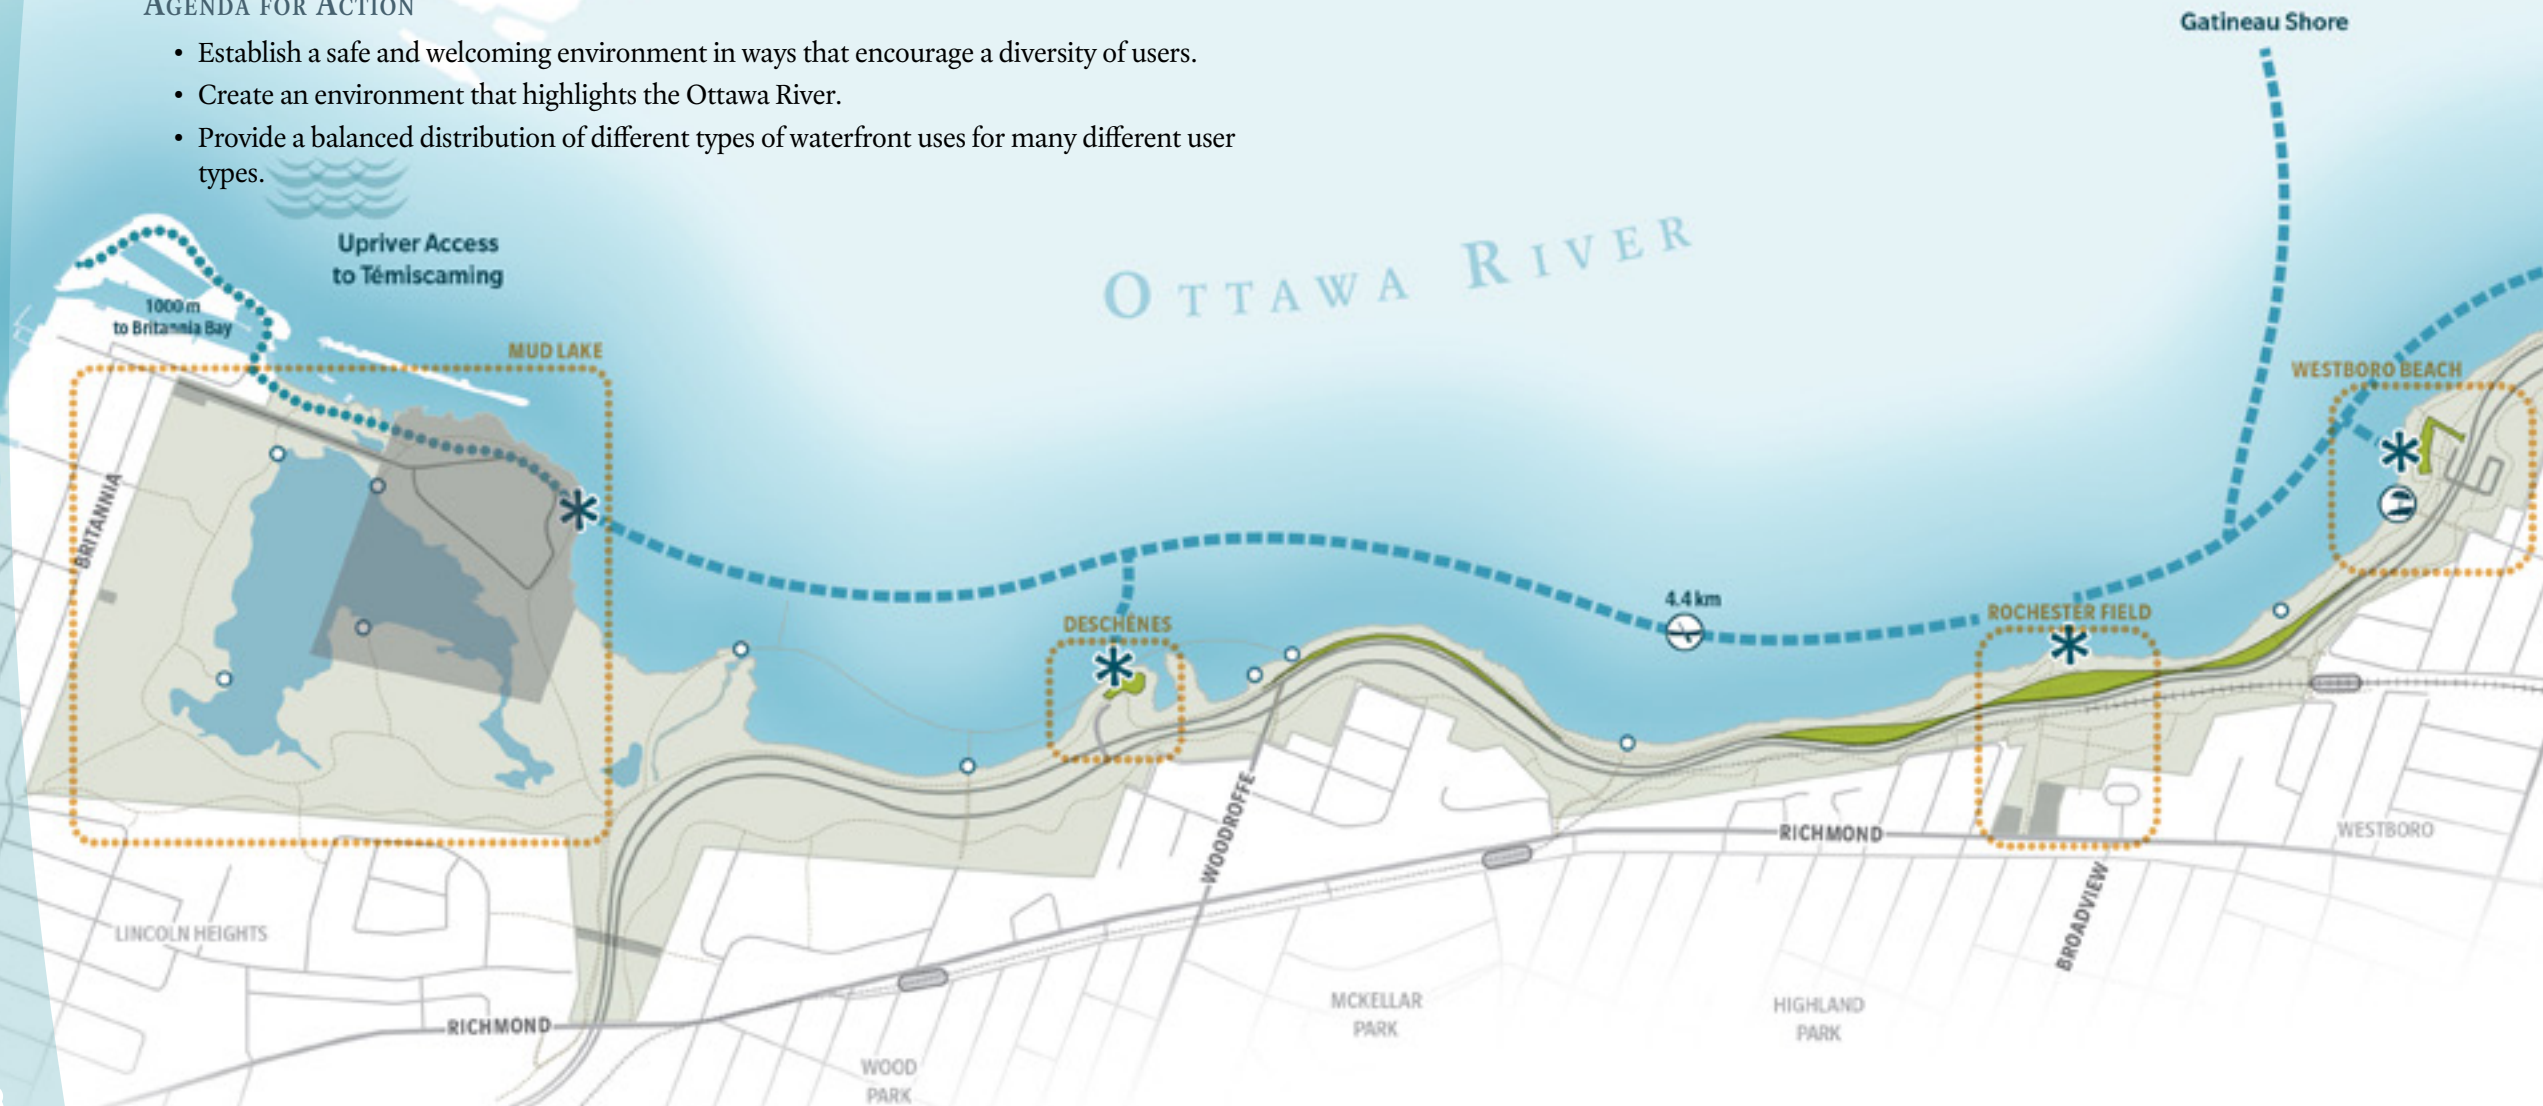 AGENDA FOR ACTION
• Establish a safe and welcoming environment in ways that encourage a diversity of users.
• Create an environment that highlights the Ottawa River.
• Provide a balanced distribution of different types of waterfront uses for many different user
types.
Gatineau Shore
Upriver Access
to Témiscaming
OTTAWA RIVER
1000 m
to Britannia Bay
MUD LAKE
WESTBORO BEACH
BRITANNIA
4.4 km
DESCHÊNES
ROCHESTER FIELD
WOODROFFE
RICHMOND
WESTBORO
BROADVIEW
LINCOLN HEIGHTS
MCKELLAR
PARK
HIGHLAND
PARK
RICHMOND
WOOD
PARK